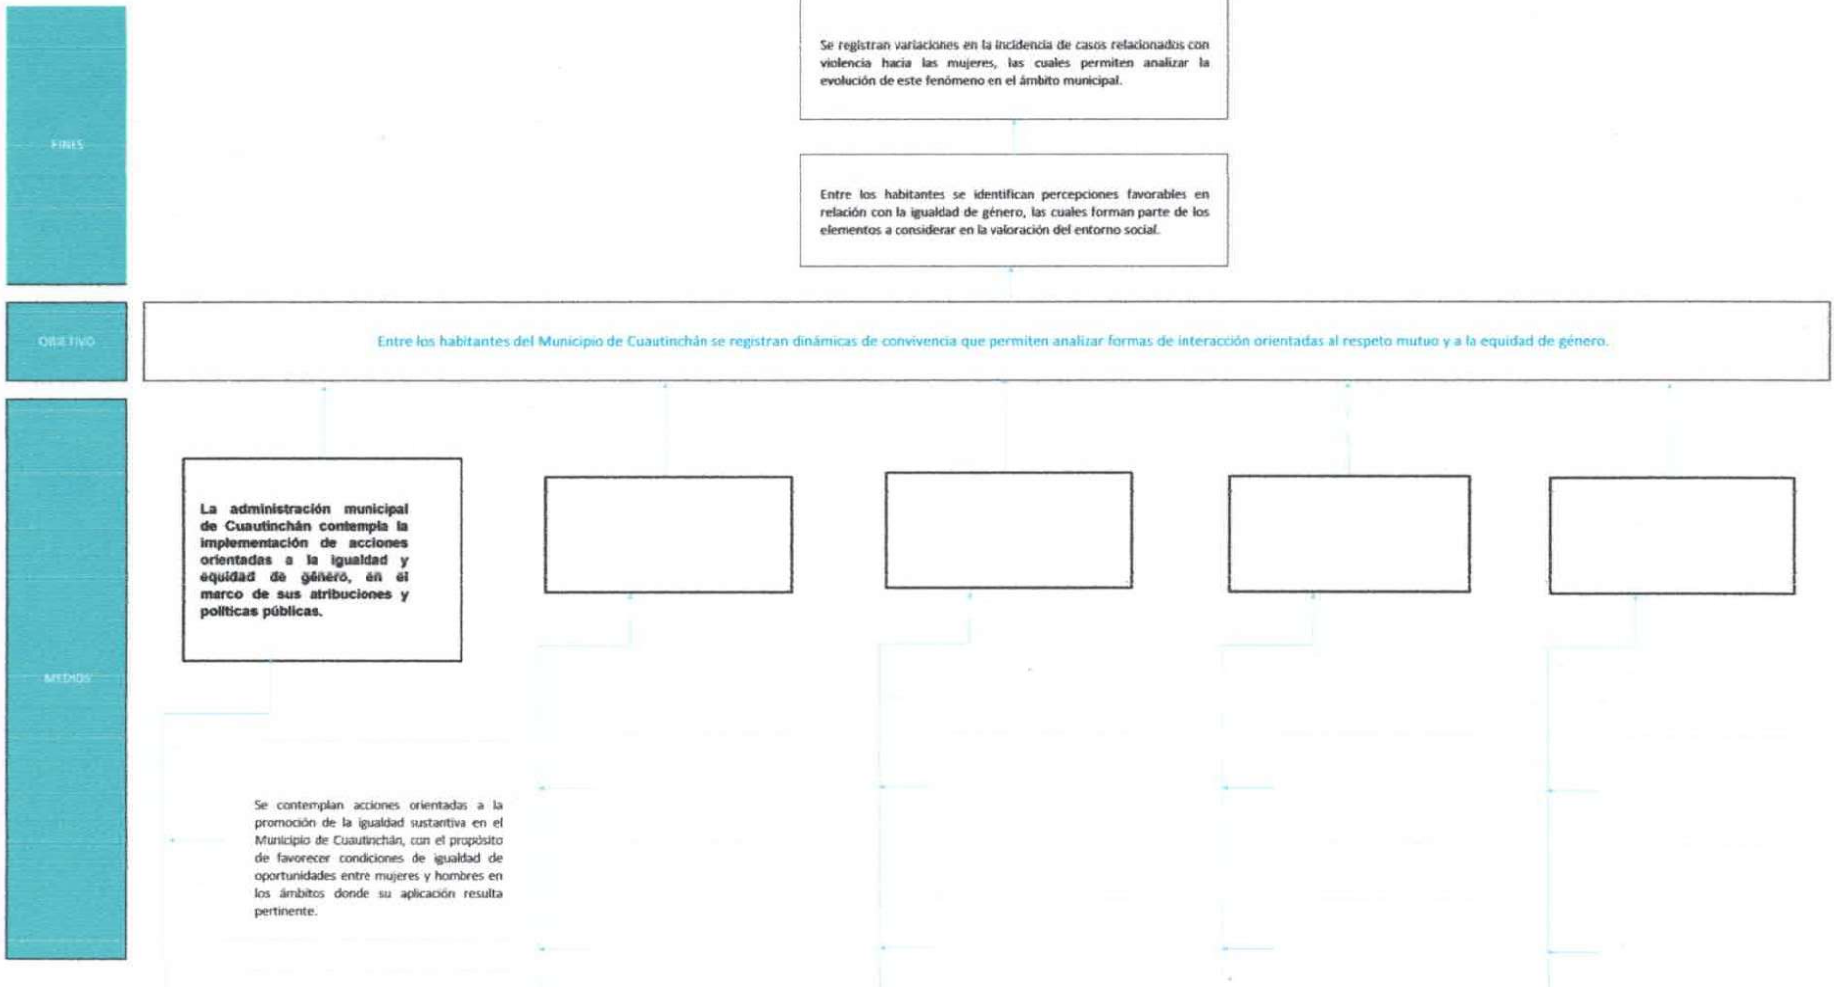 Se registran variaciones en la incidencia de casos relacionados con
violencia hacia las mujeres, las cuales permiten analizar la
evolución de este fenómeno en el ámbito municipal.
FINES
Entre los habitantes se identifican percepciones favorables en
relación con la igualdad de género, las cuales forman parte de los
elementos a considerar en la valoración del entorno social.
OBJETIVO
Entre los habitantes del Municipio de Cuautinchán se registran dinámicas de convivencia que permiten analizar formas de interacción orientadas al respeto mutuo y a la equidad de género.
MEDIOS
La administración municipal
de Cuautinchán contempla la
implementación de acciones
orientadas a la igualdad y
equidad de género, en el
marco de sus atribuciones y
políticas públicas.
Se contemplan acciones orientadas a la
promoción de la igualdad sustantiva en el
Municipio de Cuautinchán, con el propósito
de favorecer condiciones de igualdad de
oportunidades entre mujeres y hombres en
los ámbitos donde su aplicación resulta
pertinente.